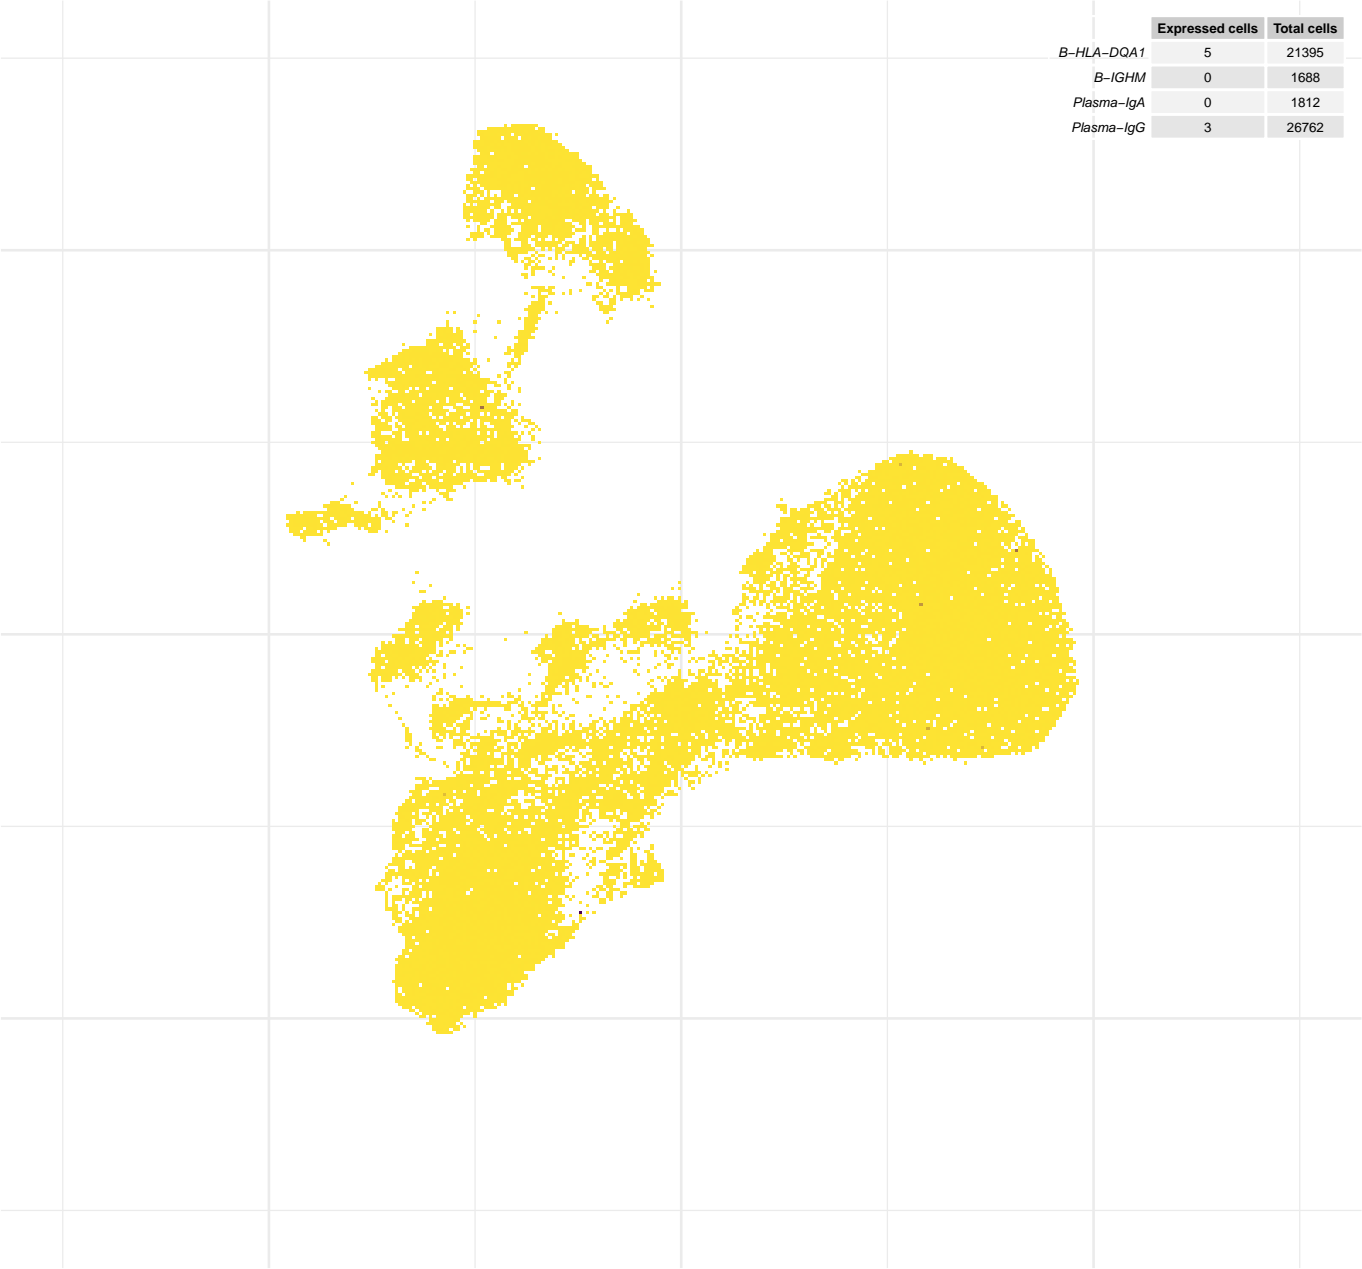 Expressed cells Total cells
B−HLA−DQA1 5 21395
B−IGHM 0 1688
Plasma−IgA 0 1812
Plasma−IgG 3 26762